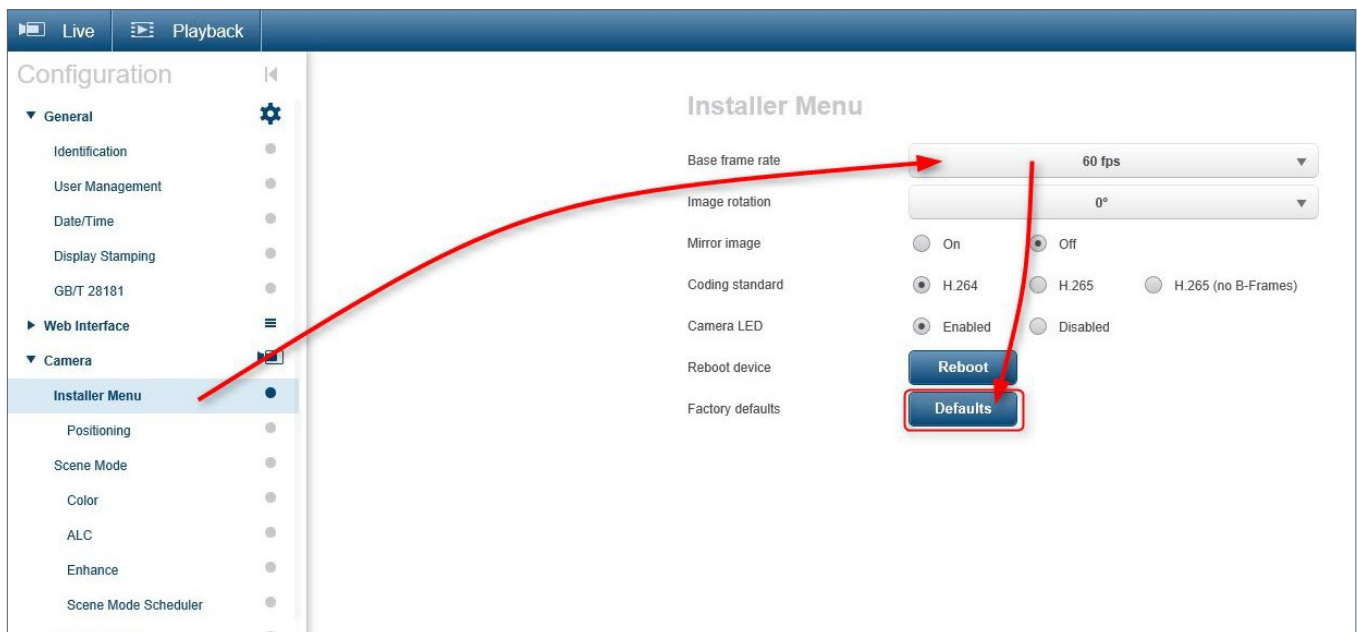 Live Playback
Configuration
General
Identification
User Management
Date/Time
Display Stamping
GB/T 28181
Web Interface
Camera
Installer Menu
Positioning
Scene Mode
Color
ALC
Enhance
Scene Mode Scheduler
Installer Menu
Base frame rate 60 fps
Image rotation 0°
Mirror image On Off
Coding standard H.264 H.265 H.265 (no B-Frames)
Camera LED Enabled Disabled
Reboot device Reboot
Factory defaults Defaults